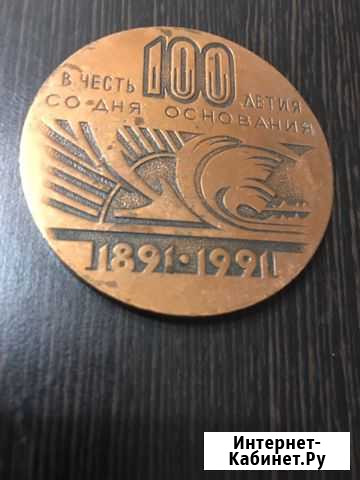 В ЧЕСТЬ 100 ЛЕТИЯ
СО ДНЯ ОСНОВАНИЯ
1891·1991
Интернет-
Кабинет.Ру